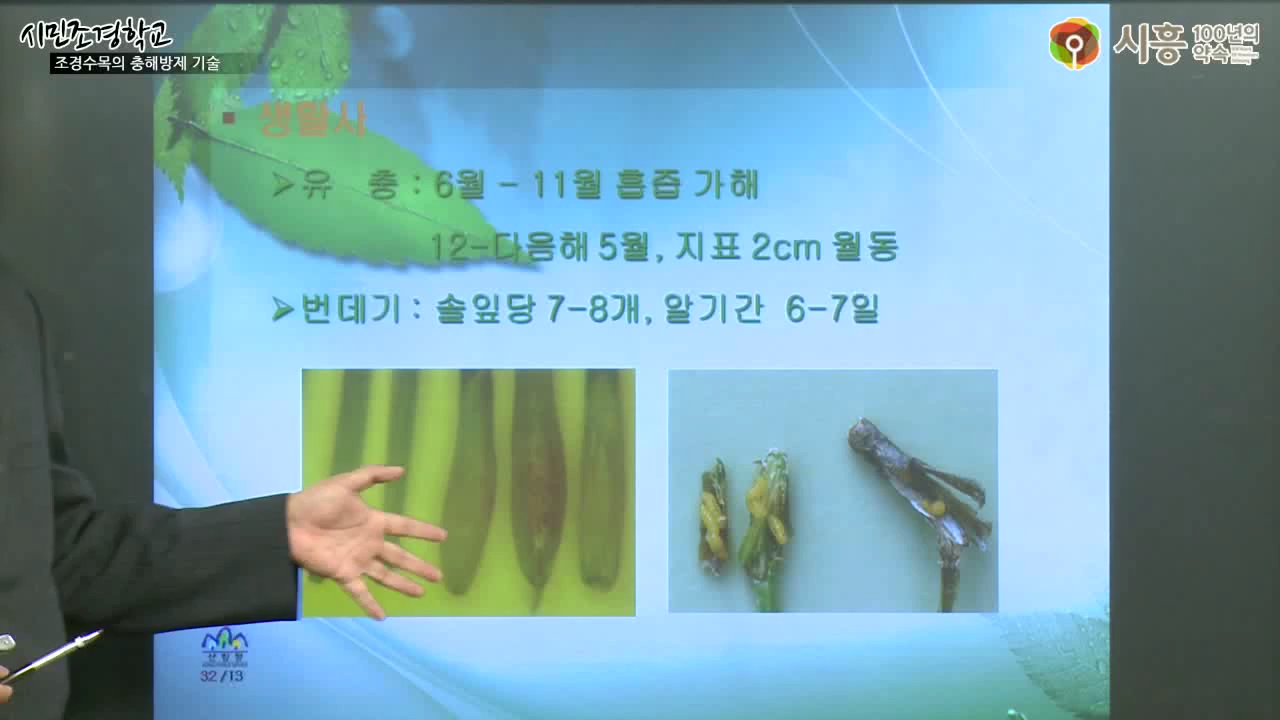 시민조경학교
조경수목의 충해방제 기술
시흥 100년의
약속
▪ 생활사
➢유 충 : 6월 - 11월 흡즙 가해
12-다음해 5월, 지표 2cm 월동
➢번데기 : 솔잎당 7-8개, 알기간 6-7일
산림청
32 /13